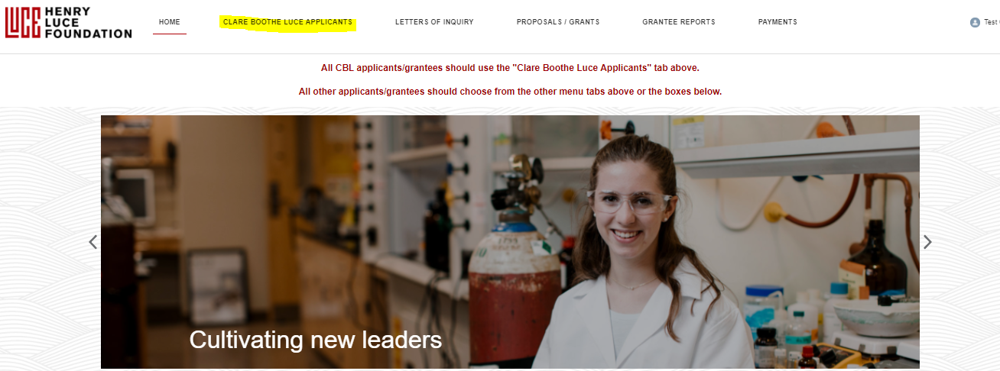 LUCE HENRY
LUCE
FOUNDATION
HOME CLARE BOOTHE LUCE APPLICANTS LETTERS OF INQUIRY PROPOSALS / GRANTS GRANTEE REPORTS PAYMENTS Test
All CBL applicants/grantees should use the "Clare Boothe Luce Applicants" tab above.
All other applicants/grantees should choose from the other menu tabs above or the boxes below.
1795
Cultivating new leaders